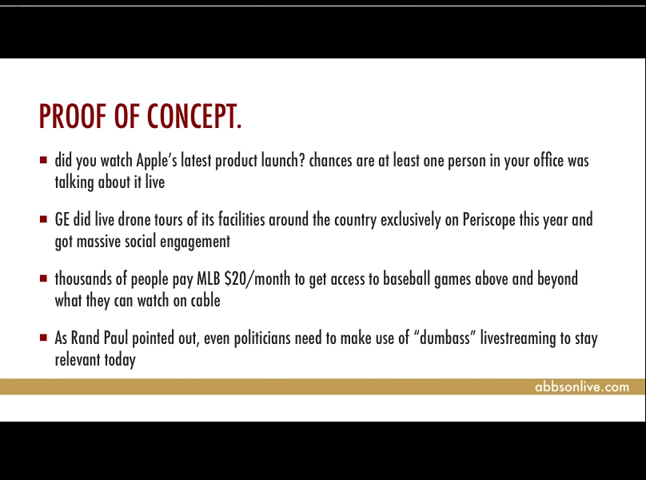 PROOF OF CONCEPT.
did you watch Apple's latest product launch? chances are at least one person in your office was
talking about it live
GE did live drone tours of its facilities around the country exclusively on Periscope this year and
got massive social engagement
thousands of people pay MLB $20/month to get access to baseball games above and beyond
what they can watch on cable
As Rand Paul pointed out, even politicians need to make use of “dumbass” livestreaming to stay
relevant today
abbsonlive.com